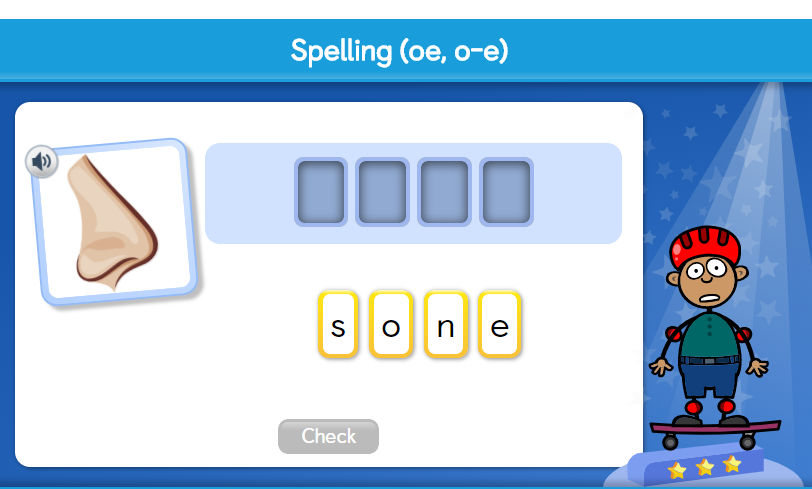 Spelling (oe, o-e)
s o n e
Check